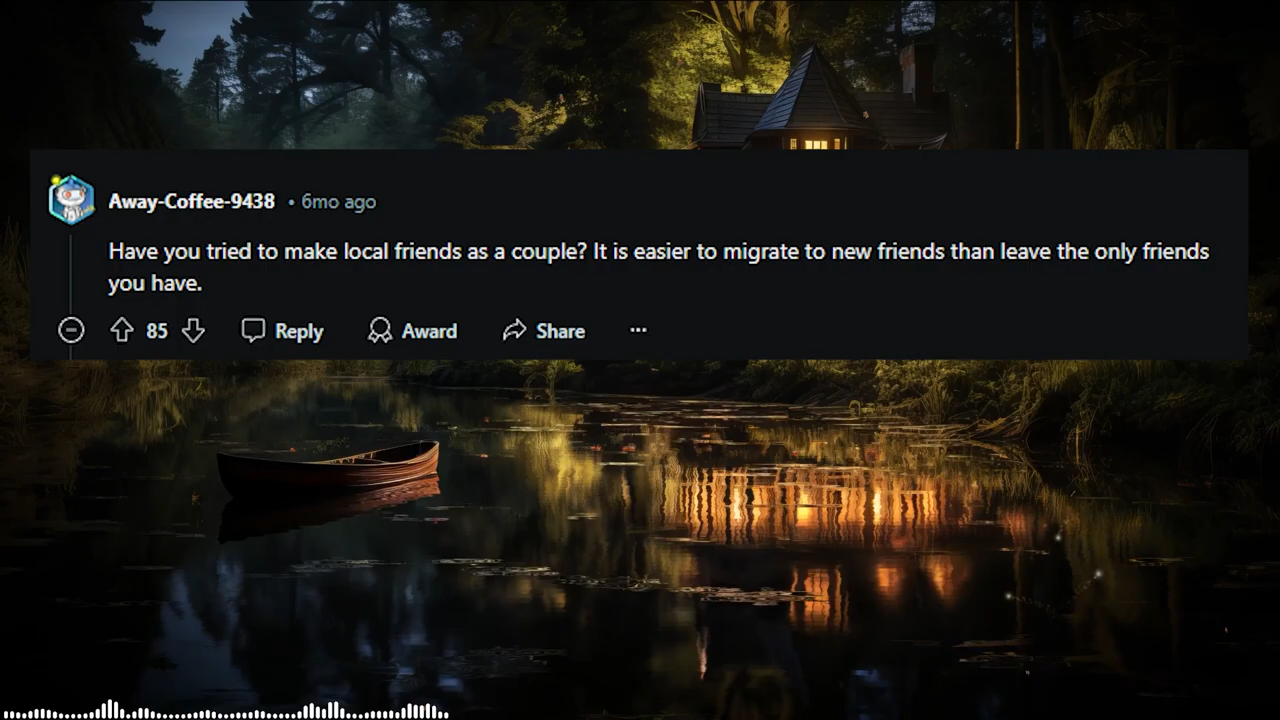 Away-Coffee-9438 • 6mo ago
Have you tried to make local friends as a couple? It is easier to migrate to new friends than leave the only friends
you have.
85 Reply Award Share ...